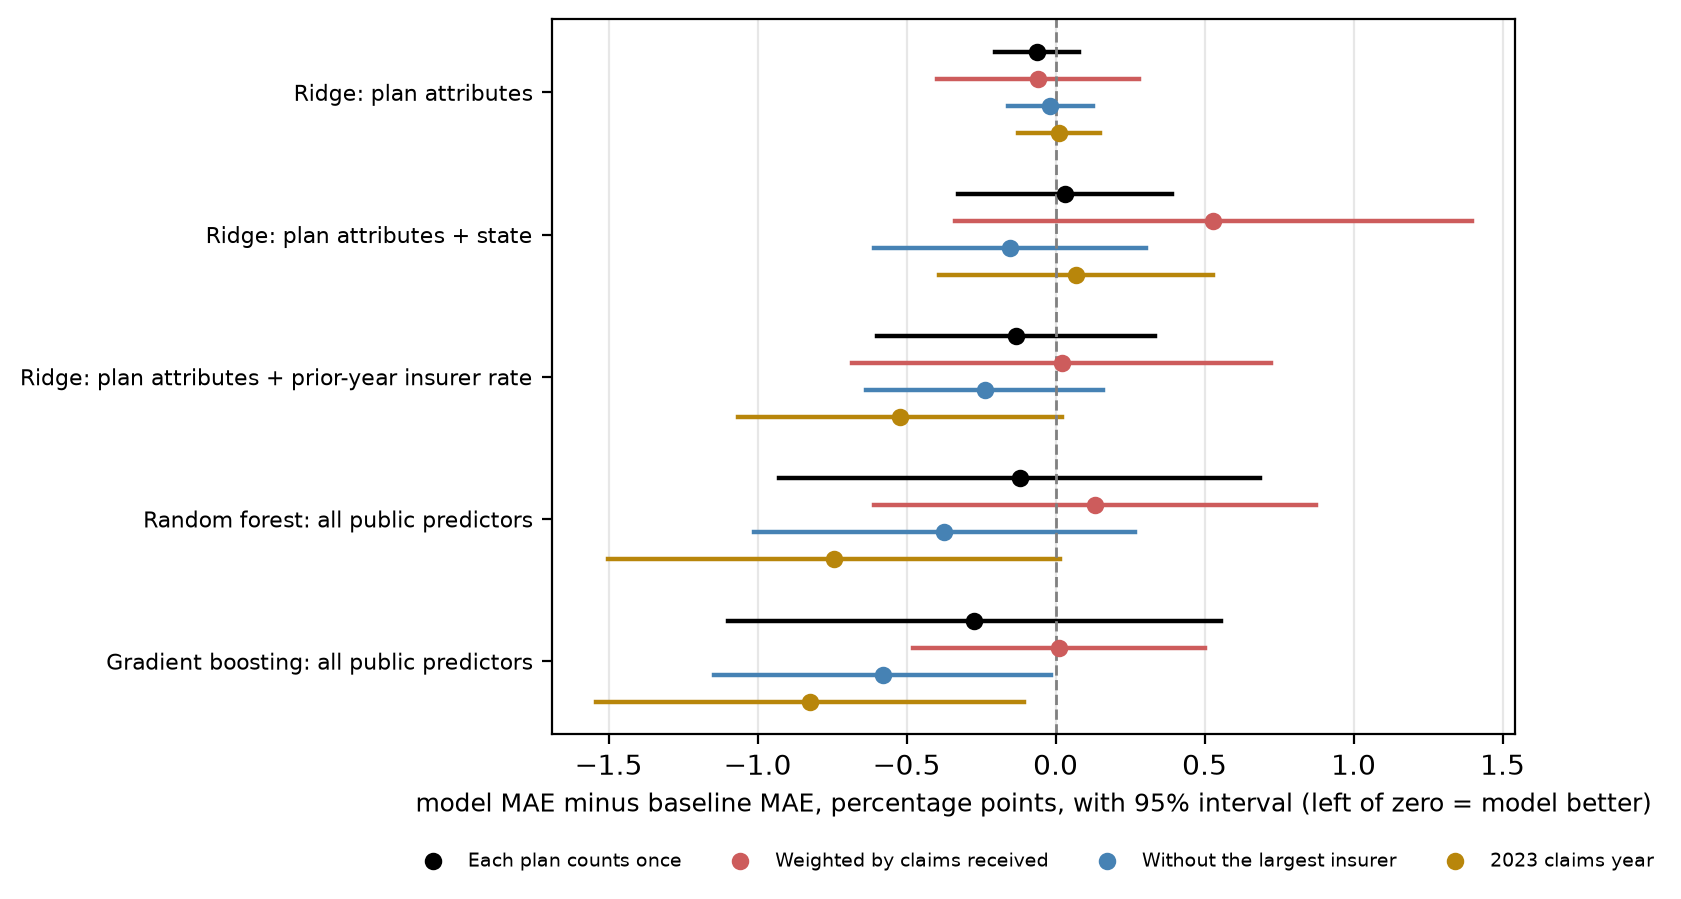 Ridge: plan attributes
Ridge: plan attributes + state
Ridge: plan attributes + prior-year insurer rate
Random forest: all public predictors
Gradient boosting: all public predictors
−1.5 −1.0 −0.5 0.0 0.5 1.0 1.5
model MAE minus baseline MAE, percentage points, with 95% interval (left of zero = model better)
Each plan counts once Weighted by claims received Without the largest insurer 2023 claims year